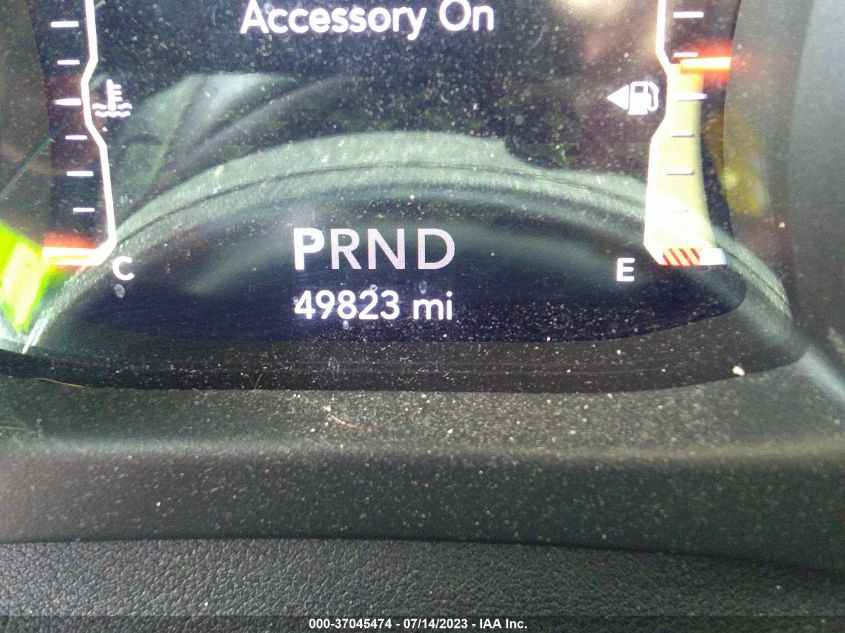 Accessory On
C
E
PRND
49823 mi
000-37045474 - 07/14/2023 - IAA Inc.